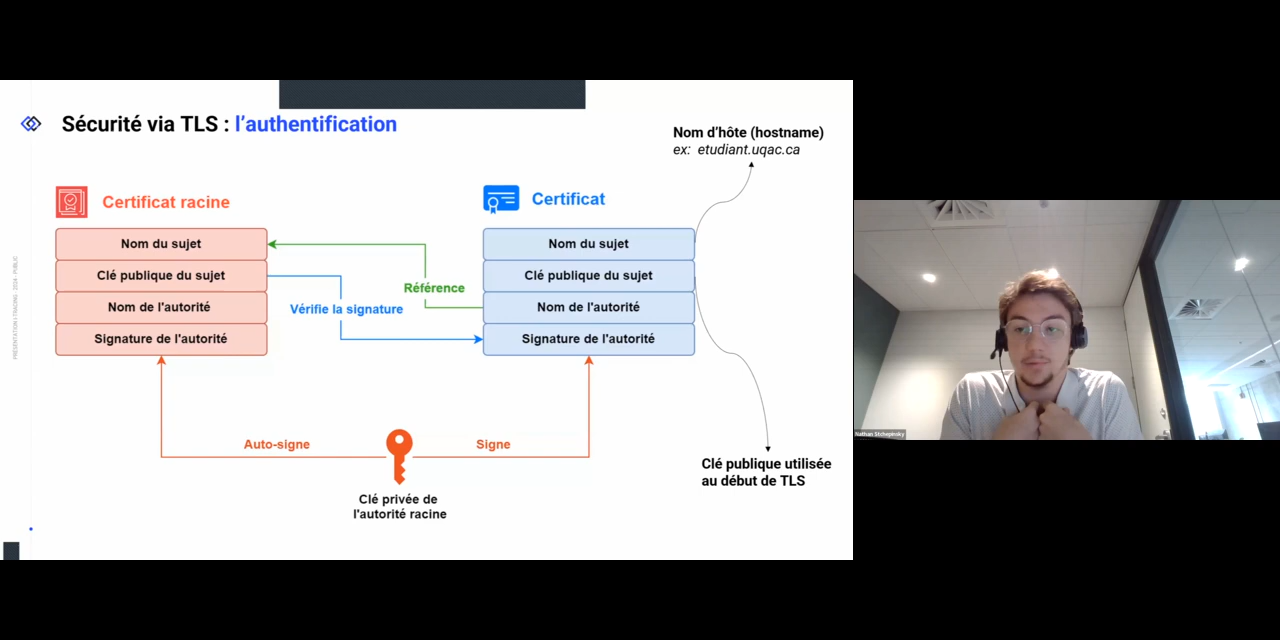 Sécurité via TLS : l'authentification
Nom d'hôte (hostname)
ex: etudiant.uqac.ca
Certificat racine
Certificat
Nom du sujet
Clé publique du sujet
Nom de l'autorité
Signature de l'autorité
Nom du sujet
Clé publique du sujet
Nom de l'autorité
Signature de l'autorité
Référence
Vérifie la signature
Auto-signe
Signe
Clé privée de
l'autorité racine
Clé publique utilisée
au début de TLS
Nathan Stchepinsky